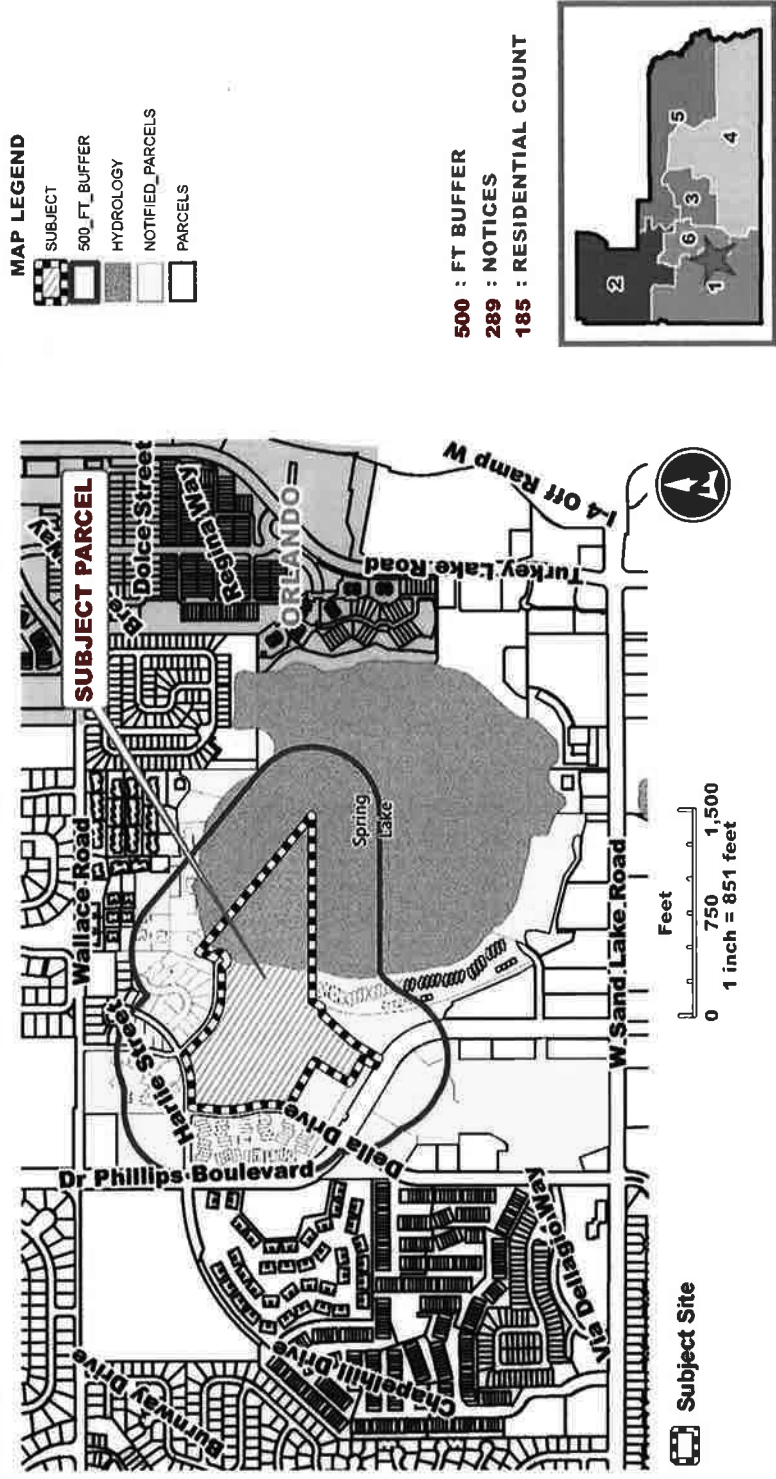 MAP LEGEND
SUBJECT
500_FT_BUFFER
HYDROLOGY
NOTIFIED_PARCELS
PARCELS
500 : FT BUFFER
289 : NOTICES
185 : RESIDENTIAL COUNT
1
2
3
4
5
6
SUBJECT PARCEL
Wallace Road
Burnway Drive
Harlie Street
Dolce Street
Regina Way
ORLANDO
Dr Phillips Boulevard
Della Drive
Spring
Lake
Turkey Lake Road
I-4 Off Ramp W
Chapelhill Drive
Via Dellagio Way
W Sand Lake Road
N
Subject Site
Feet
0 750 1,500
1 inch = 851 feet